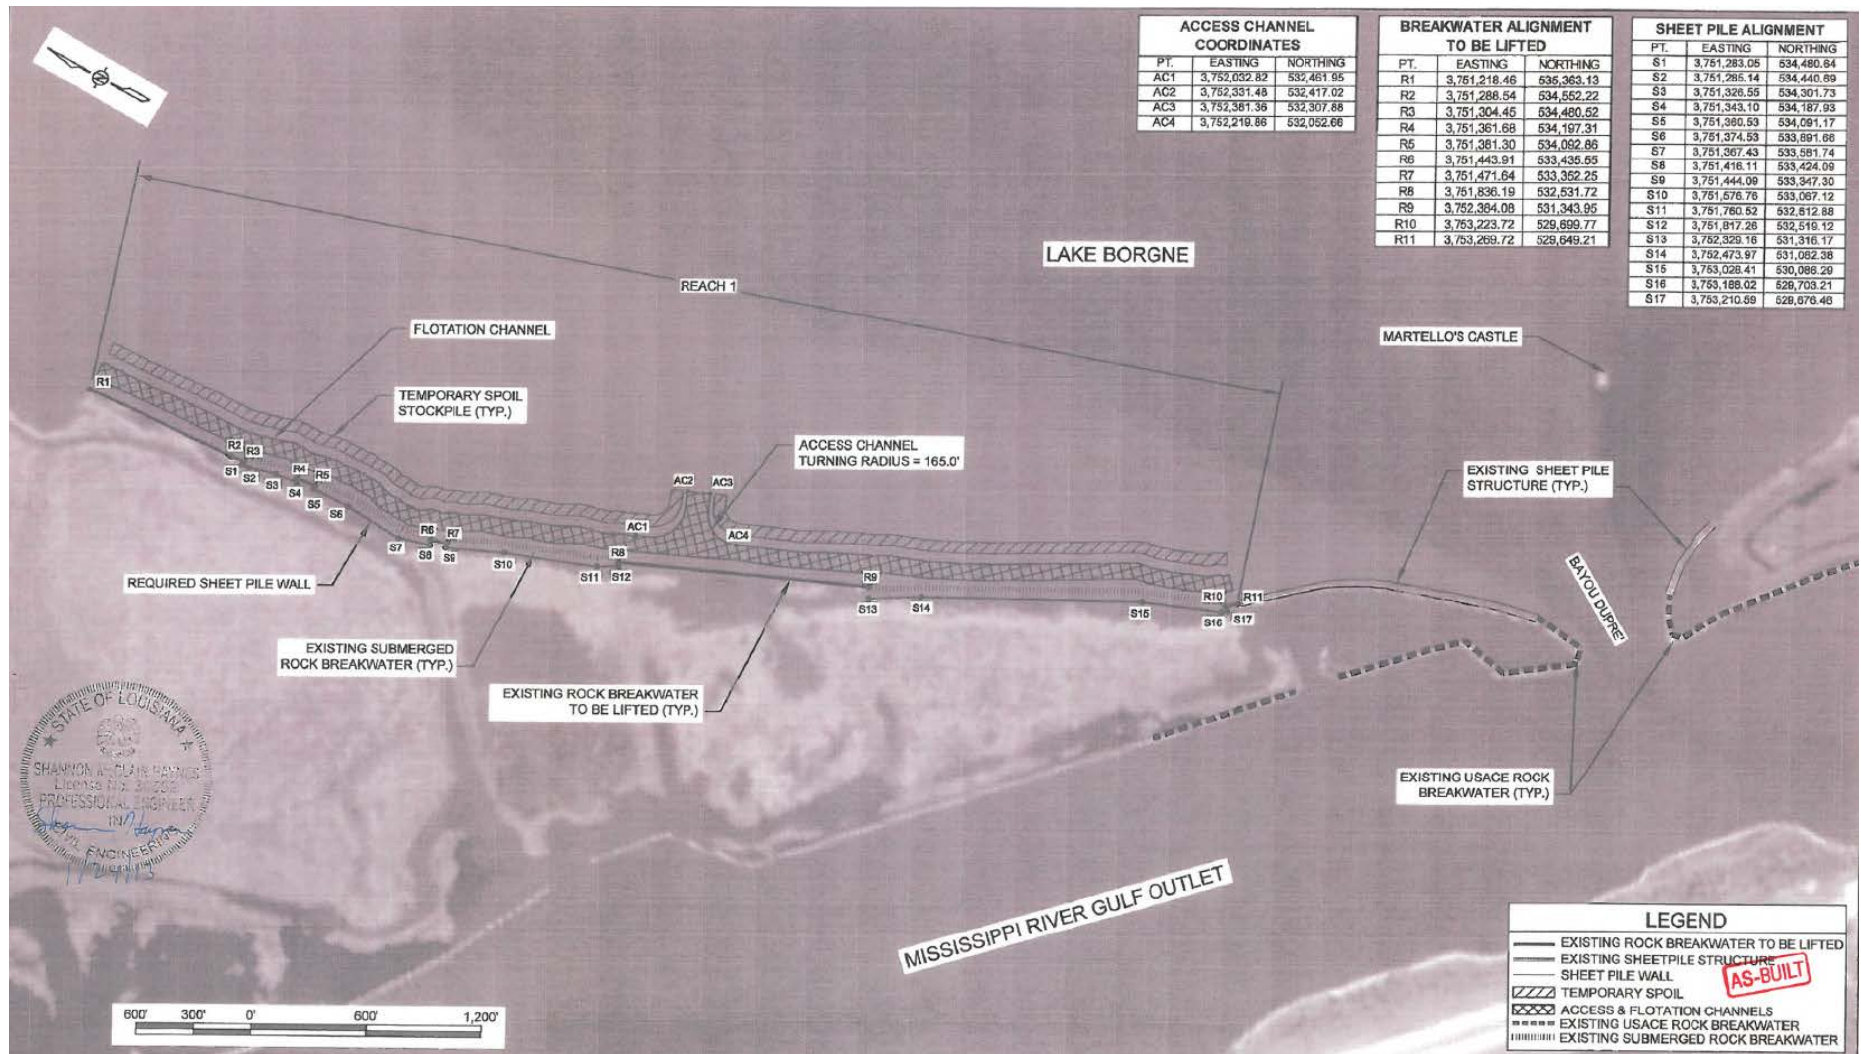 ACCESS CHANNEL
COORDINATES
PT. EASTING NORTHING
AC1 3,752,032.82 532,461.95
AC2 3,752,331.48 532,417.02
AC3 3,752,381.36 532,307.88
AC4 3,752,219.86 532,052.66
BREAKWATER ALIGNMENT
TO BE LIFTED
PT. EASTING NORTHING
R1 3,751,218.46 535,363.13
R2 3,751,288.54 534,552.22
R3 3,751,304.45 534,480.52
R4 3,751,361.68 534,197.31
R5 3,751,381.30 534,092.86
R6 3,751,443.91 533,435.55
R7 3,751,471.64 533,352.25
R8 3,751,836.19 532,531.72
R9 3,752,384.08 531,343.95
R10 3,753,223.72 529,699.77
R11 3,753,269.72 529,649.21
SHEET PILE ALIGNMENT
PT. EASTING NORTHING
S1 3,751,283.05 534,480.64
S2 3,751,285.14 534,440.69
S3 3,751,326.55 534,301.73
S4 3,751,343.10 534,187.93
S5 3,751,360.53 534,091.17
S6 3,751,374.53 533,891.66
S7 3,751,367.43 533,581.74
S8 3,751,416.11 533,424.09
S9 3,751,444.09 533,347.30
S10 3,751,576.76 533,067.12
S11 3,751,760.52 532,612.88
S12 3,751,817.26 532,519.12
S13 3,752,329.16 531,316.17
S14 3,752,473.97 531,082.38
S15 3,753,028.41 530,086.29
S16 3,753,188.02 529,703.21
S17 3,753,210.59 529,676.46
N
LAKE BORGNE
REACH 1
FLOTATION CHANNEL
MARTELLO'S CASTLE
R1
TEMPORARY SPOIL
STOCKPILE (TYP.)
ACCESS CHANNEL
TURNING RADIUS = 165.0'
R2
R3
S1
S2
S3
R4
S4
R5
S5
S6
AC2
AC3
EXISTING SHEET PILE
STRUCTURE (TYP.)
R6
R7
AC1
AC4
S7
S8
S9
S10
R8
S11
S12
R9
S13
S14
S15
R10
R11
S16
S17
BAYOU DUPRE'
REQUIRED SHEET PILE WALL
EXISTING SUBMERGED
ROCK BREAKWATER (TYP.)
EXISTING ROCK BREAKWATER
TO BE LIFTED (TYP.)
EXISTING USACE ROCK
BREAKWATER (TYP.)
STATE OF LOUISIANA
PROFESSIONAL ENGINEER
IN
CIVIL ENGINEERING
1/24/13
MISSISSIPPI RIVER GULF OUTLET
600' 300' 0' 600' 1,200'
LEGEND
EXISTING ROCK BREAKWATER TO BE LIFTED
EXISTING SHEETPILE STRUCTURE
SHEET PILE WALL
AS-BUILT
TEMPORARY SPOIL
ACCESS & FLOTATION CHANNELS
EXISTING USACE ROCK BREAKWATER
EXISTING SUBMERGED ROCK BREAKWATER